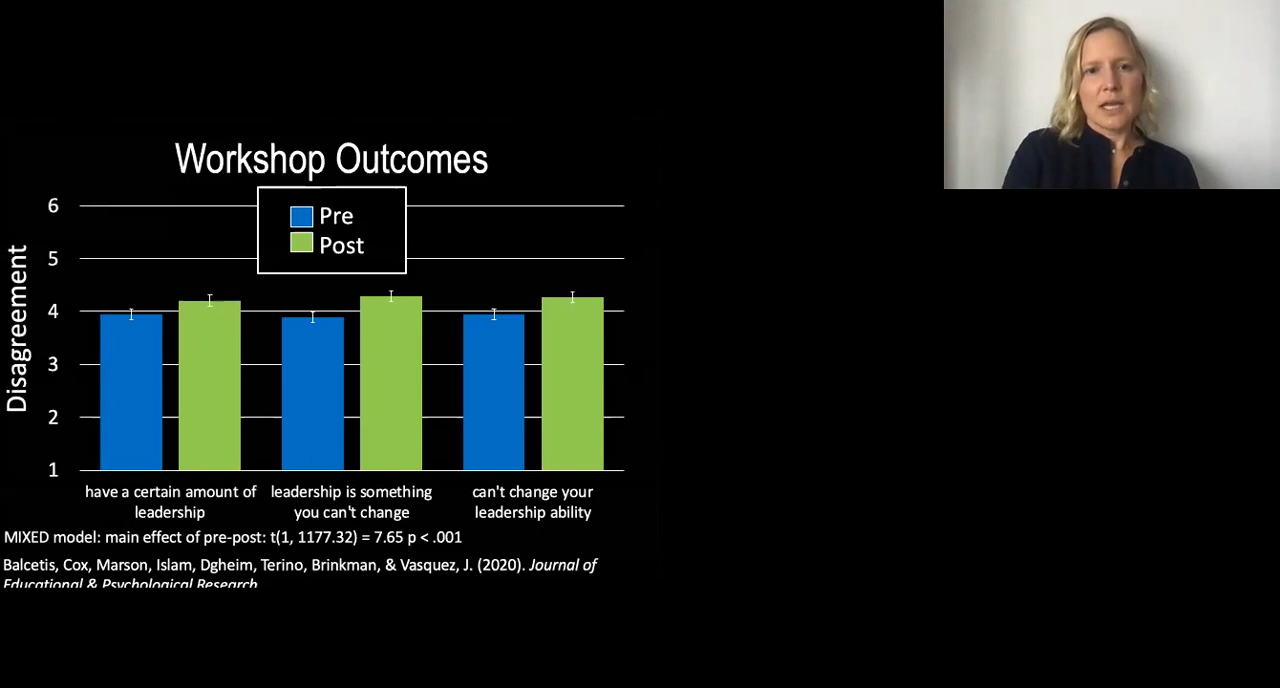 Workshop Outcomes
Pre
Post
Disagreement
6
5
4
3
2
1
have a certain amount of
leadership
leadership is something
you can't change
can't change your
leadership ability
MIXED model: main effect of pre-post: t(1, 1177.32) = 7.65 p < .001
Balcetis, Cox, Marson, Islam, Dgheim, Terino, Brinkman, & Vasquez, J. (2020). Journal of
Educational & Psychological Research